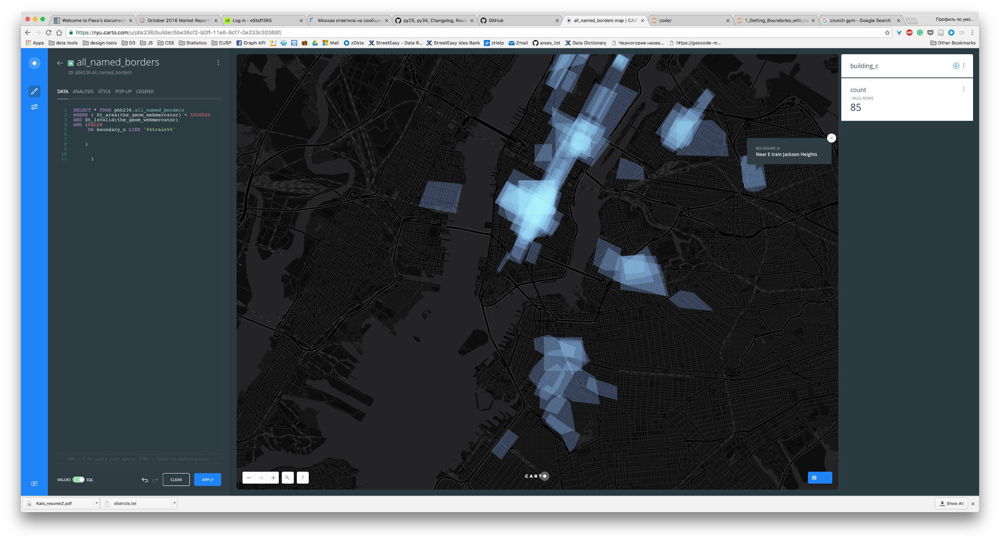 Welcome to Flexx's documenta
October 2016 Market Report D
eS Log in - eStaff365
Москва ответила на сообщен
py25, py34, Changelog, Readm
GitHub
all_named_borders map | CART
code/
1_Getting_Boundaries_with_na
G crunch gym - Google Search
Профиль по умо...
https://nyu.carto.com/u/pbk236/builder/5be36cf2-b0ff-11e6-8cf7-0e233c30368f/
ABP
Apps
data tools
design tools
D3
JS
CSS
Statistics
CUSP
Graph API
Mail
zOkta
StreetEasy - Data R...
StreetEasy Idea Bank
zHelp
Zmail
areas_list
Data Dictionary
Черногория назва...
https://geocode-m...
Other Bookmarks
A all_named_borders
pbk236.all_named_borders
DATA ANALYSIS STYLE POP-UP LEGEND
1 SELECT * FROM pbk236.all_named_borders
2 WHERE ( St_area(the_geom_webmercator) < 5000000
3 AND St_IsValid(the_geom_webmercator)
4 AND (FALSE
5 OR boundary_n LIKE '%%train%%'
6
7
8 )
9
10
11 )
CMD + S to apply your query. CTRL + Space to autocomplete.
VALUES SQL
CLEAR
APPLY
BOUNDARY_N
Near E train Jackson Heights
13
?
CARTO
building_c
count
- NULL ROWS
85
Kats_resume2.pdf
districts.txt
Show All